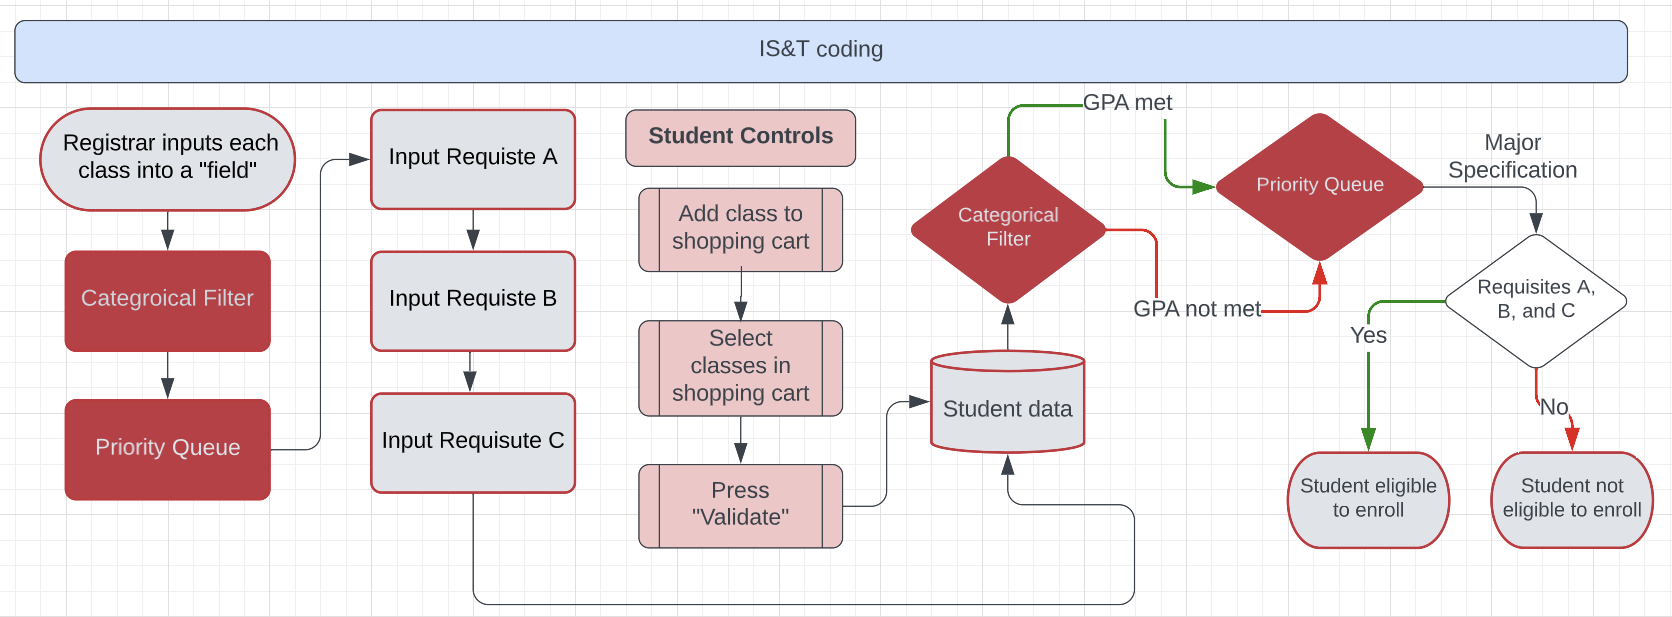 IS&T coding
Registrar inputs each
class into a "field"
Categroical Filter
Priority Queue
Input Requiste A
Input Requiste B
Input Requisute C
Student Controls
Add class to
shopping cart
Select
classes in
shopping cart
Press
"Validate"
Student data
Categorical
Filter
GPA met
GPA not met
Priority Queue
Major
Specification
Requisites A,
B, and C
Yes
No
Student eligible
to enroll
Student not
eligible to enroll